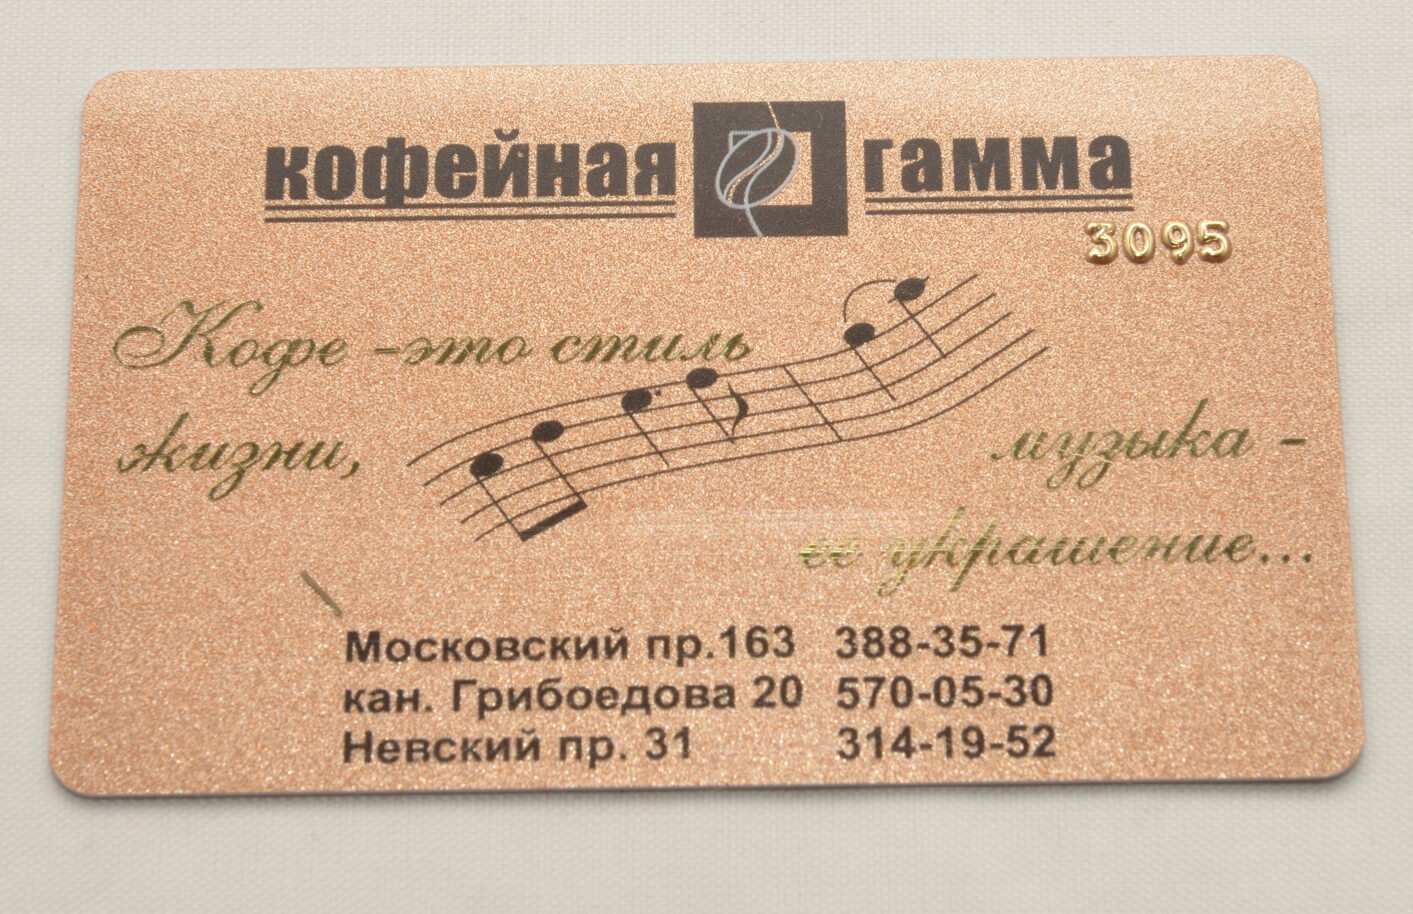 кофейная гамма
3095
Кофе -это стиль
жизни,
музыка -
ее украшение...
Московский пр.163 388-35-71
кан. Грибоедова 20 570-05-30
Невский пр. 31 314-19-52